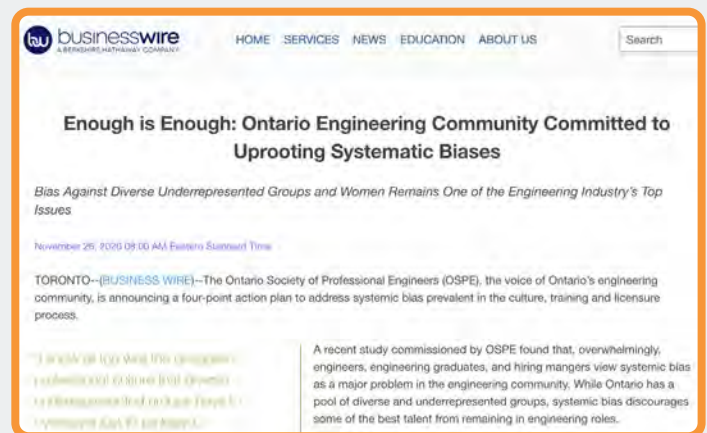 businesswire
A BERKSHIRE HATHAWAY COMPANY
HOME SERVICES NEWS EDUCATION ABOUT US
Search
Enough is Enough: Ontario Engineering Community Committed to
Uprooting Systematic Biases
Bias Against Diverse Underrepresented Groups and Women Remains One of the Engineering Industry's Top
Issues
November 26, 2020 09:00 AM Eastern Standard Time
TORONTO--(BUSINESS WIRE)--The Ontario Society of Professional Engineers (OSPE), the voice of Ontario's engineering
community, is announcing a four-point action plan to address systemic bias prevalent in the culture, training and licensure
process.
A recent study commissioned by OSPE found that, overwhelmingly,
engineers, engineering graduates, and hiring mangers view systemic bias
as a major problem in the engineering community. While Ontario has a
pool of diverse and underrepresented groups, systemic bias discourages
some of the best talent from remaining in engineering roles.